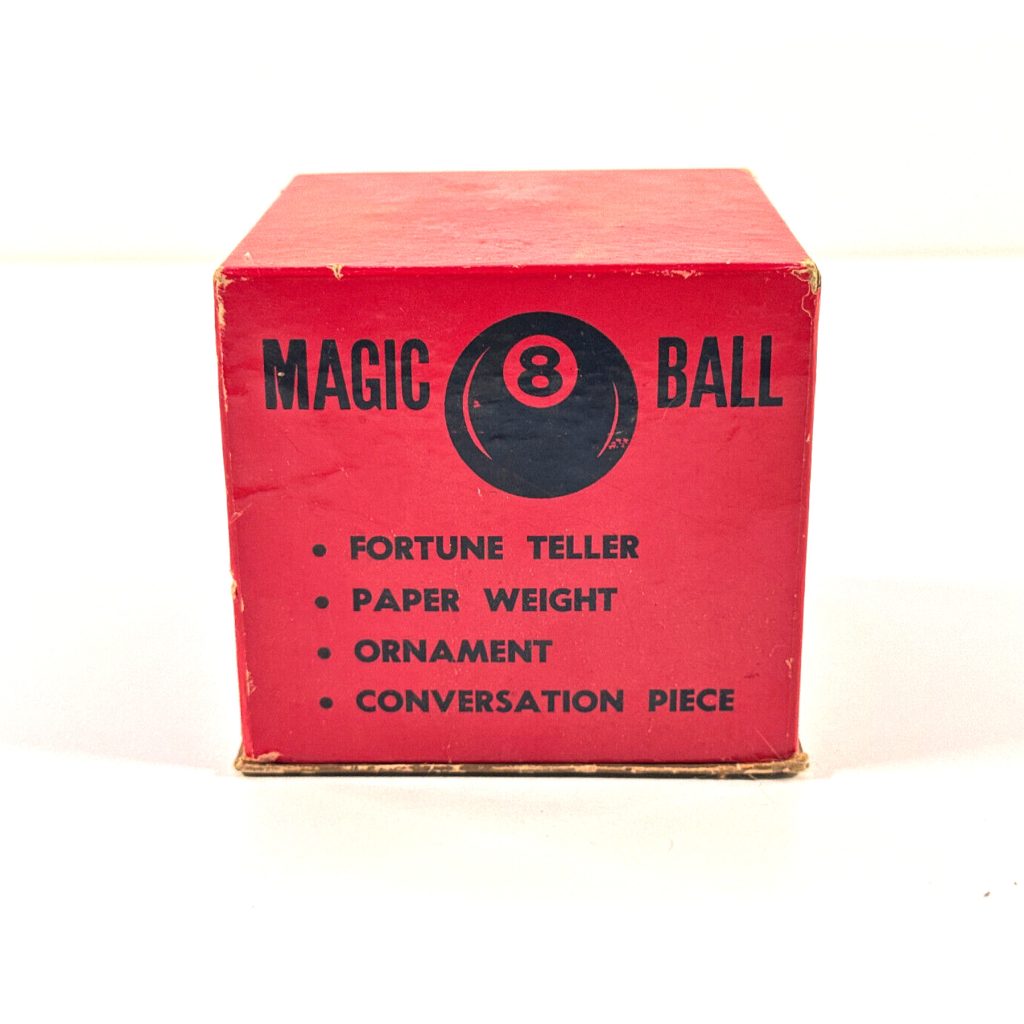 MAGIC 8 BALL
• FORTUNE TELLER
• PAPER WEIGHT
• ORNAMENT
• CONVERSATION PIECE